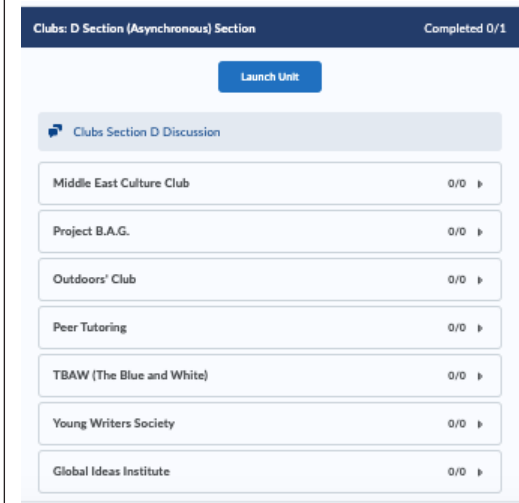 Clubs: D Section (Asynchronous) Section Completed 0/1
Launch Unit
Clubs Section D Discussion
Middle East Culture Club 0/0
Project B.A.G. 0/0
Outdoors' Club 0/0
Peer Tutoring 0/0
TBAW (The Blue and White) 0/0
Young Writers Society 0/0
Global Ideas Institute 0/0